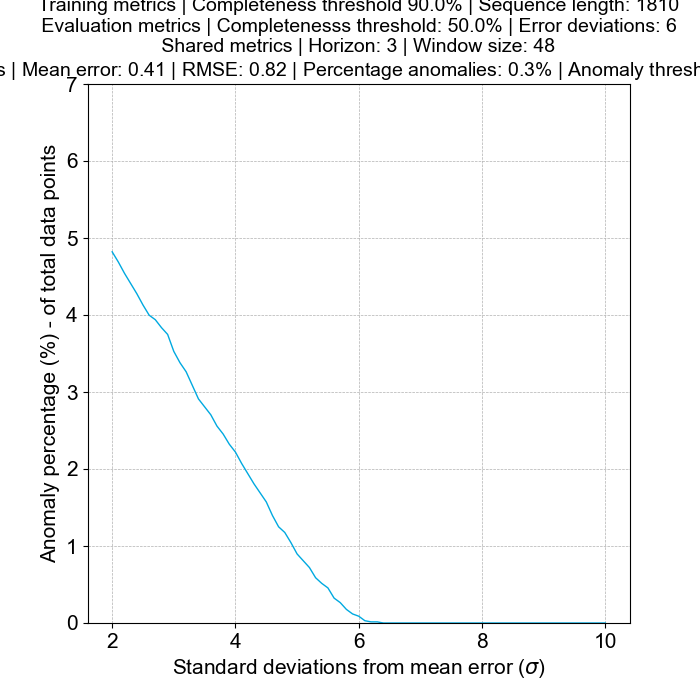 Training metrics | Completeness threshold 90.0% | Sequence length: 1810
Evaluation metrics | Completenesss threshold: 50.0% | Error deviations: 6
Shared metrics | Horizon: 3 | Window size: 48
s | Mean error: 0.41 | RMSE: 0.82 | Percentage anomalies: 0.3% | Anomaly thresh
7
6
5
4
3
2
1
0
Anomaly percentage (%) - of total data points
2 4 6 8 10
Standard deviations from mean error (σ)